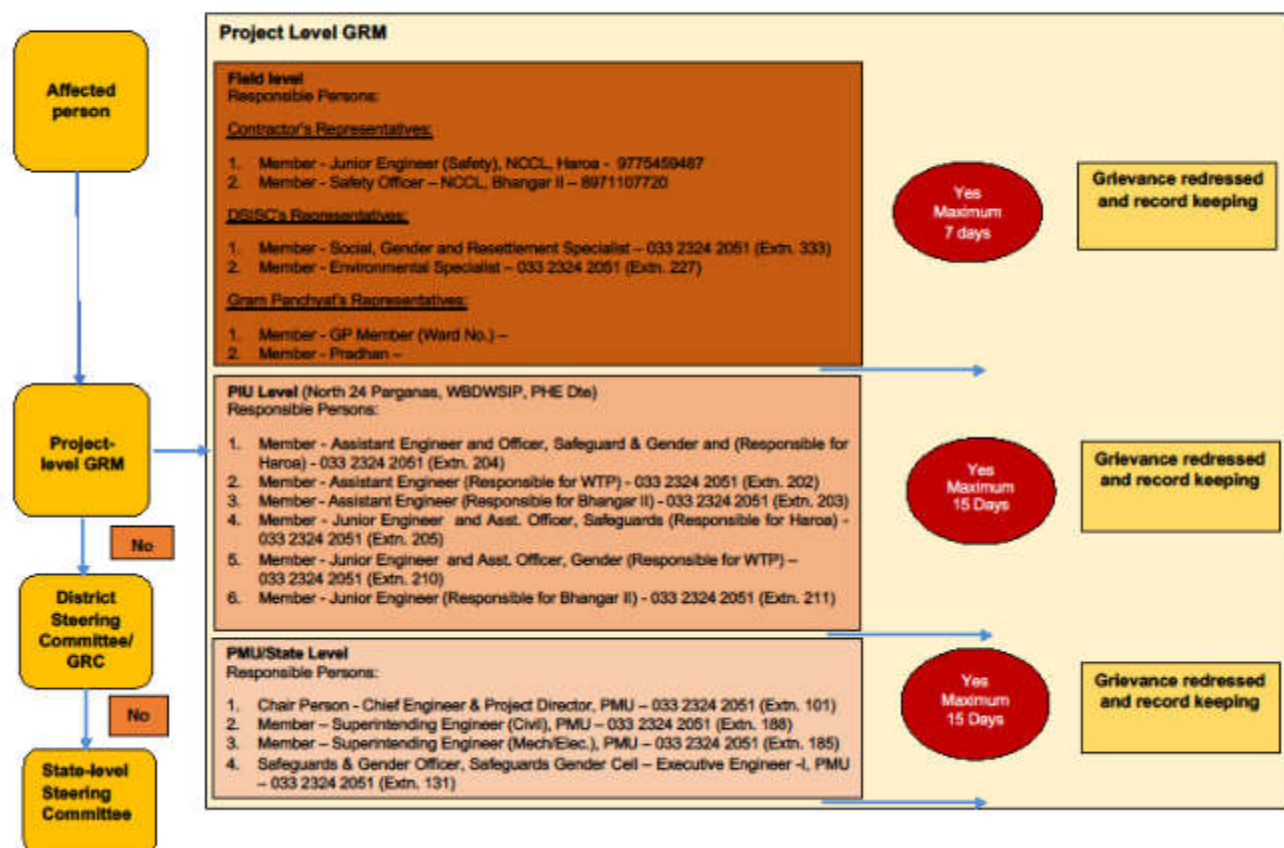 Affected
person
Project-
level GRM
No
District
Steering
Committee/
GRC
No
State-level
Steering
Committee
Project Level GRM
Field level
Responsible Persons:
Contractor's Representatives:
1. Member - Junior Engineer (Safety), NCCL, Haroa - 9775459487
2. Member - Safety Officer – NCCL, Bhangar II – 8971107720
DSISC's Representatives:
1. Member - Social, Gender and Resettlement Specialist – 033 2324 2051 (Extn. 333)
2. Member - Environmental Specialist – 033 2324 2051 (Extn. 227)
Gram Panchyat's Representatives:
1. Member - GP Member (Ward No.) –
2. Member - Pradhan –
Yes
Maximum
7 days
Grievance redressed
and record keeping
PIU Level (North 24 Parganas, WBDWSIP, PHE Dte)
Responsible Persons:
1. Member - Assistant Engineer and Officer, Safeguard & Gender and (Responsible for
Haroa) - 033 2324 2051 (Extn. 204)
2. Member - Assistant Engineer (Responsible for WTP) - 033 2324 2051 (Extn. 202)
3. Member - Assistant Engineer (Responsible for Bhangar II) - 033 2324 2051 (Extn. 203)
4. Member - Junior Engineer and Asst. Officer, Safeguards (Responsible for Haroa) -
033 2324 2051 (Extn. 205)
5. Member - Junior Engineer and Asst. Officer, Gender (Responsible for WTP) –
033 2324 2051 (Extn. 210)
6. Member - Junior Engineer (Responsible for Bhangar II) - 033 2324 2051 (Extn. 211)
Yes
Maximum
15 Days
Grievance redressed
and record keeping
PMU/State Level
Responsible Persons:
1. Chair Person - Chief Engineer & Project Director, PMU – 033 2324 2051 (Extn. 101)
2. Member – Superintending Engineer (Civil), PMU – 033 2324 2051 (Extn. 188)
3. Member – Superintending Engineer (Mech/Elec.), PMU – 033 2324 2051 (Extn. 185)
4. Safeguards & Gender Officer, Safeguards Gender Cell – Executive Engineer -I, PMU
– 033 2324 2051 (Extn. 131)
Yes
Maximum
15 Days
Grievance redressed
and record keeping